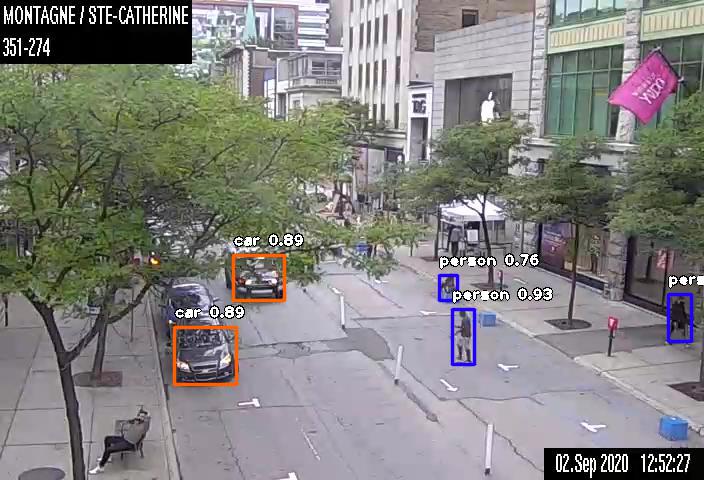 MONTAGNE / STE-CATHERINE
351-274
car 0.89
person 0.76
pers
person 0.93
car 0.89
02.Sep 2020 12:52:27